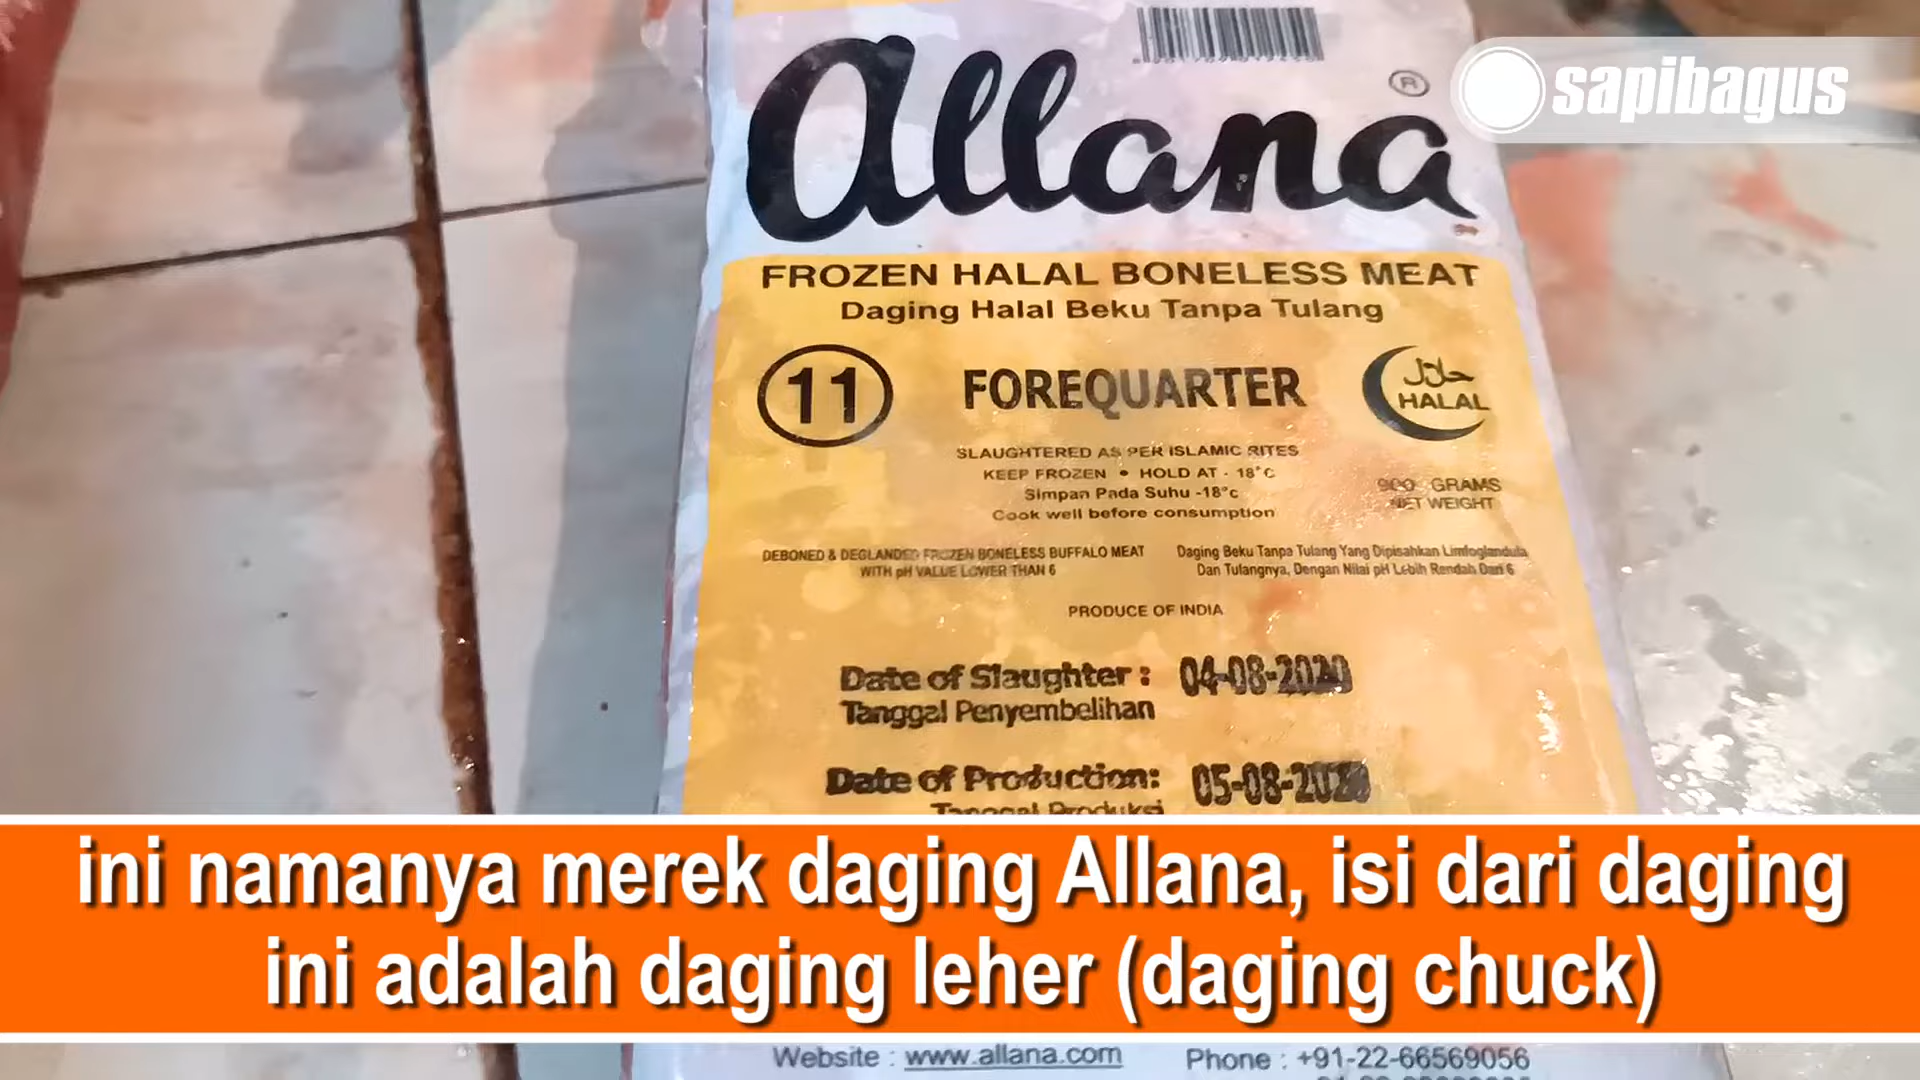 allana
®
sapibagus
FROZEN HALAL BONELESS MEAT
Daging Halal Beku Tanpa Tulang
11
FOREQUARTER
حلال
HALAL
SLAUGHTERED AS PER ISLAMIC RITES
KEEP FROZEN • HOLD AT - 18°c
Simpan Pada Suhu -18°c
Cook well before consumption
900 GRAMS
NET WEIGHT
DEBONED & DEGLANDED FROZEN BONELESS BUFFALO MEAT
WITH pH VALUE LOWER THAN 6
Daging Beku Tanpa Tulang Yang Dipisahkan Limfoglandula
Dan Tulangnya, Dengan Nilai pH Lebih Rendah Dari 6
PRODUCE OF INDIA
Date of Slaughter : 04-08-2020
Tanggal Penyembelihan
Date of Production: 05-08-2020
Tanggal Produksi
ini namanya merek daging Allana, isi dari daging
ini adalah daging leher (daging chuck)
Website : www.allana.com
Phone : +91-22-66569056